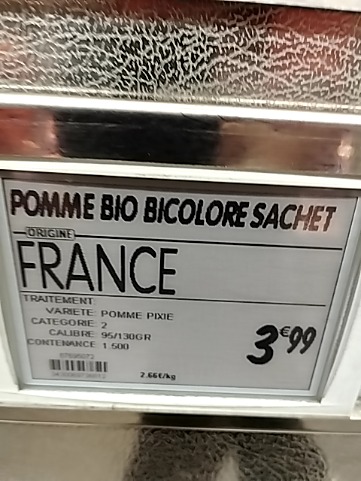 POMME BIO BICOLORE SACHET
ORIGINE
FRANCE
TRAITEMENT
VARIETE POMME PIXIE
CATEGORIE 2
CALIBRE 95/138GR
CONTENANCE 1.500
3€99
2.66€/kg